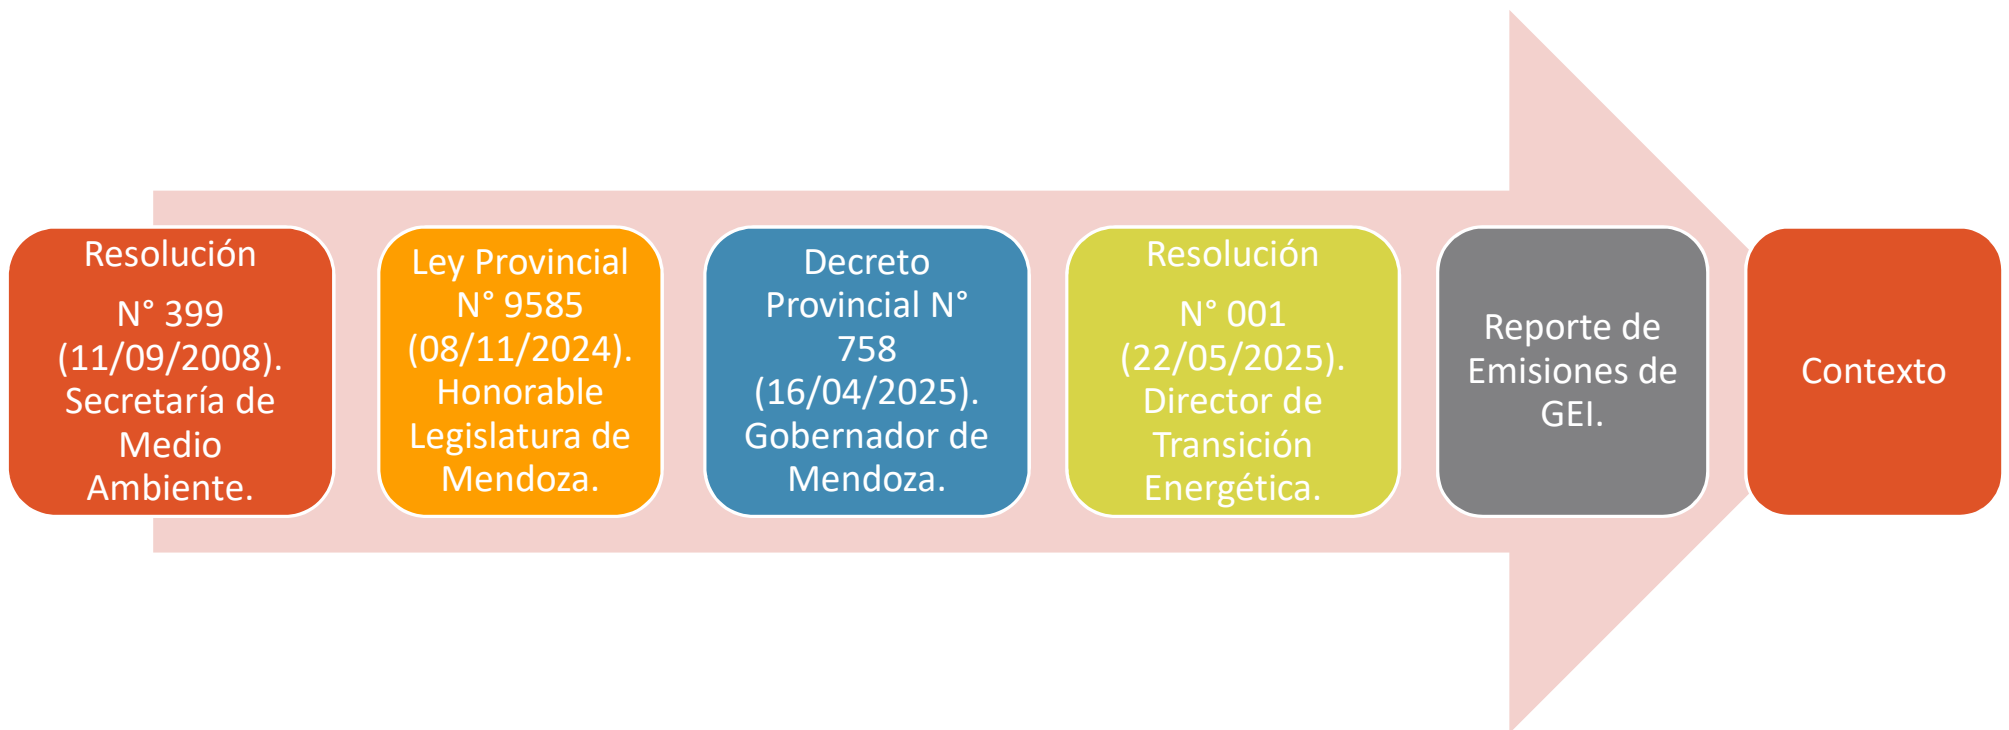 Resolución
N° 399
(11/09/2008).
Secretaría de
Medio
Ambiente.
Ley Provincial
N° 9585
(08/11/2024).
Honorable
Legislatura de
Mendoza.
Decreto
Provincial N°
758
(16/04/2025).
Gobernador de
Mendoza.
Resolución
N° 001
(22/05/2025).
Director de
Transición
Energética.
Reporte de
Emisiones de
GEI.
Contexto